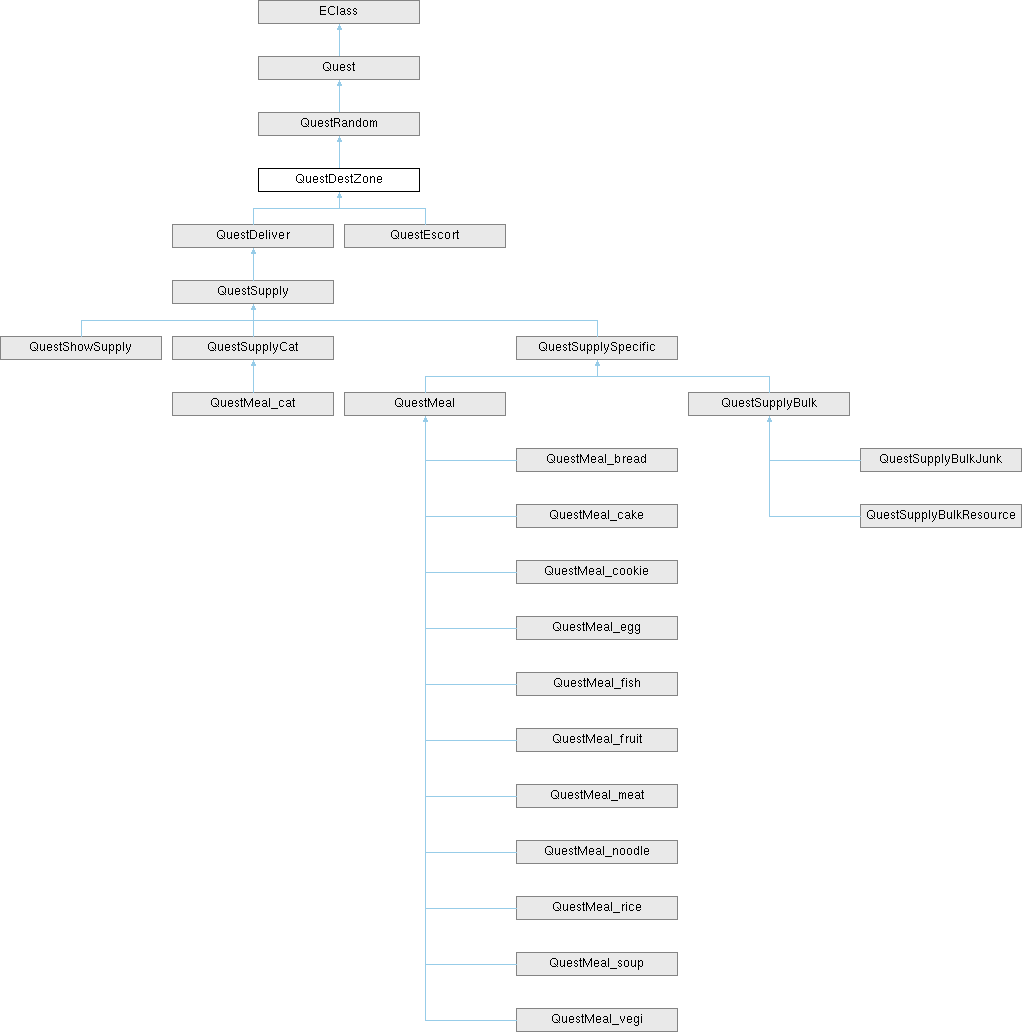 EClass
Quest
QuestRandom
QuestDestZone
QuestDeliver
QuestEscort
QuestSupply
QuestShowSupply
QuestSupplyCat
QuestSupplySpecific
QuestMeal_cat
QuestMeal
QuestSupplyBulk
QuestMeal_bread
QuestSupplyBulkJunk
QuestMeal_cake
QuestSupplyBulkResource
QuestMeal_cookie
QuestMeal_egg
QuestMeal_fish
QuestMeal_fruit
QuestMeal_meat
QuestMeal_noodle
QuestMeal_rice
QuestMeal_soup
QuestMeal_vegi